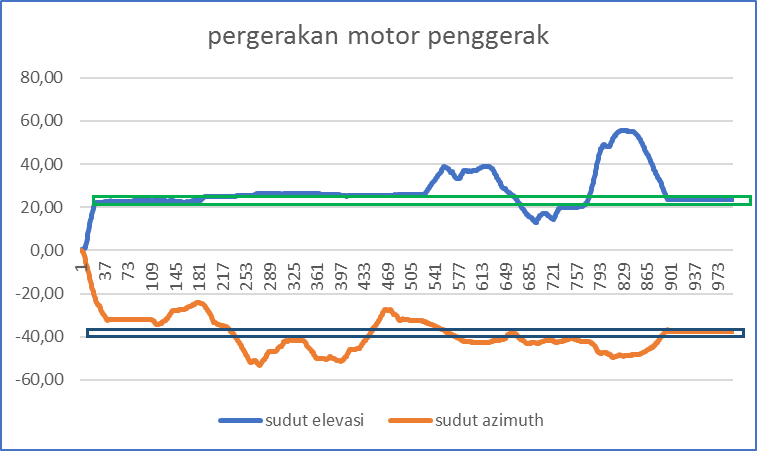 pergerakan motor penggerak
80,00
60,00
40,00
20,00
0,00
-20,00
-40,00
-60,00
1 37 73 109 145 181 217 253 289 325 361 397 433 469 505 541 577 613 649 685 721 757 793 829 865 901 937 973
sudut elevasi sudut azimuth